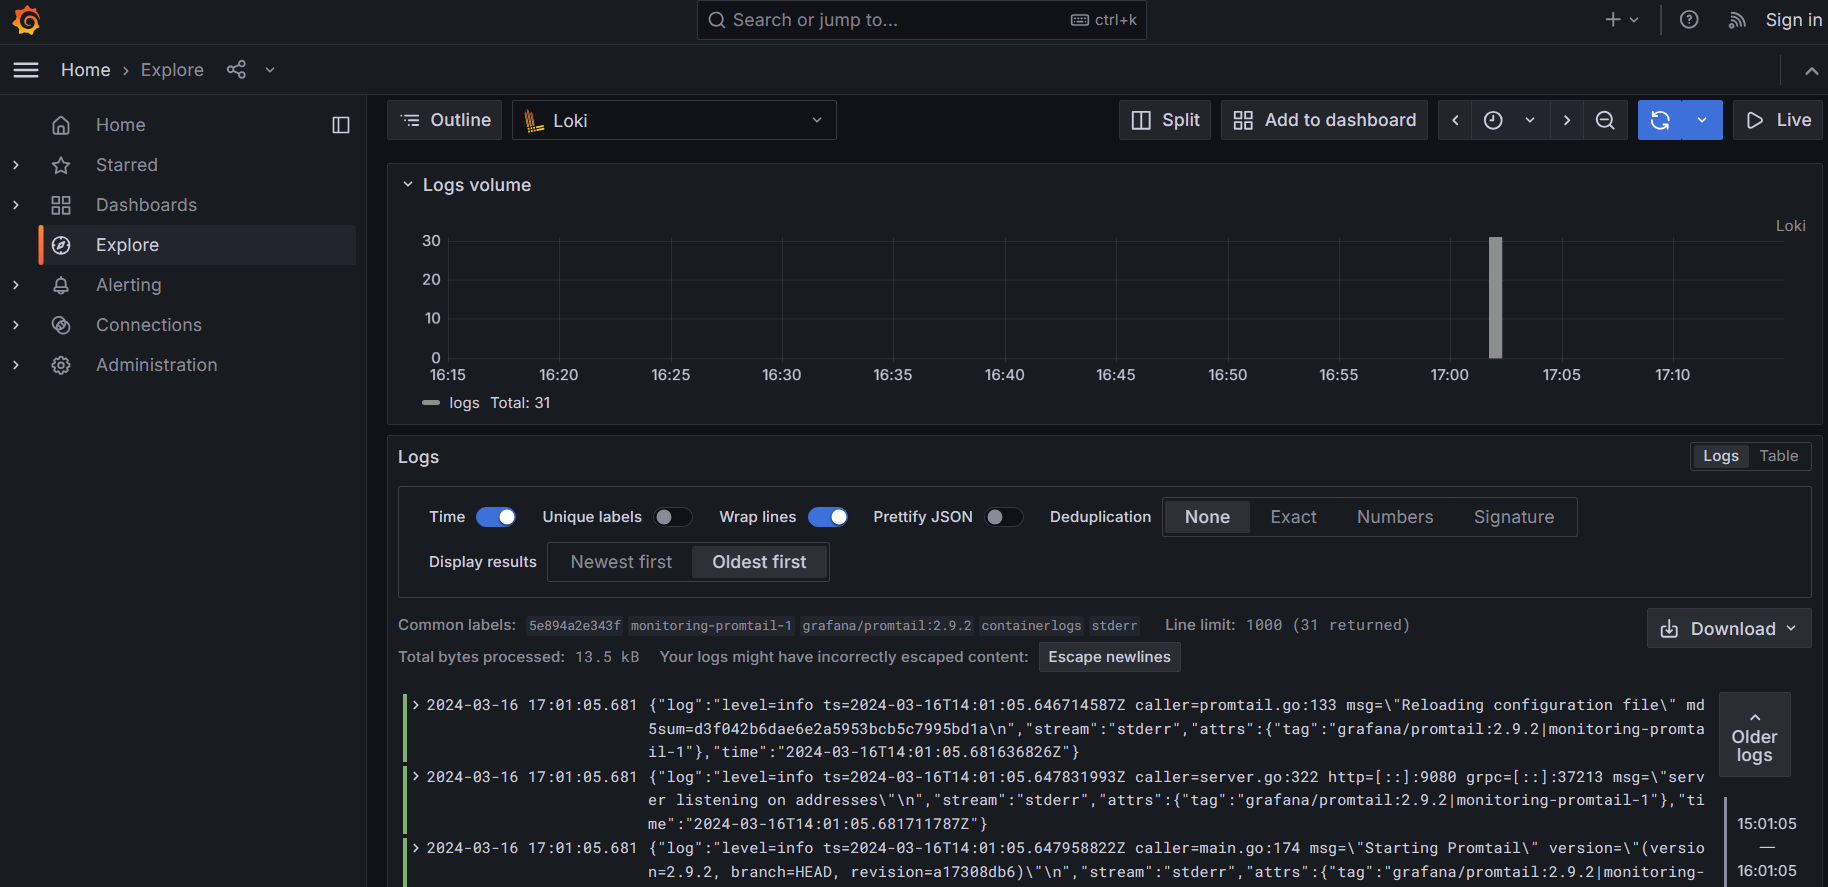 Search or jump to... ctrl+k Sign in
Home › Explore
Home
Starred
Dashboards
Explore
Alerting
Connections
Administration
Outline Loki Split Add to dashboard Live
Logs volume
Loki
30
20
10
0
16:15 16:20 16:25 16:30 16:35 16:40 16:45 16:50 16:55 17:00 17:05 17:10
logs Total: 31
Logs Logs Table
Time Unique labels Wrap lines Prettify JSON Deduplication None Exact Numbers Signature
Display results Newest first Oldest first
Common labels: 5e894a2e343f monitoring-promtail-1 grafana/promtail:2.9.2 containerlogs stderr Line limit: 1000 (31 returned)
Download
Total bytes processed: 13.5 kB Your logs might have incorrectly escaped content: Escape newlines
2024-03-16 17:01:05.681 {"log":"level=info ts=2024-03-16T14:01:05.646714587Z caller=promtail.go:133 msg=\"Reloading configuration file\" md
5sum=d3f042b6dae6e2a5953bcb5c7995bd1a\n","stream":"stderr","attrs":{"tag":"grafana/promtail:2.9.2|monitoring-promta
il-1"},"time":"2024-03-16T14:01:05.681636826Z"}
2024-03-16 17:01:05.681 {"log":"level=info ts=2024-03-16T14:01:05.647831993Z caller=server.go:322 http=[::]:9080 grpc=[::]:37213 msg=\"serv
er listening on addresses\"\n","stream":"stderr","attrs":{"tag":"grafana/promtail:2.9.2|monitoring-promtail-1"},"ti
me":"2024-03-16T14:01:05.681711787Z"}
2024-03-16 17:01:05.681 {"log":"level=info ts=2024-03-16T14:01:05.647958822Z caller=main.go:174 msg=\"Starting Promtail\" version=\"(versio
n=2.9.2, branch=HEAD, revision=a17308db6)\"\n","stream":"stderr","attrs":{"tag":"grafana/promtail:2.9.2|monitoring-
Older
logs
15:01:05
—
16:01:05